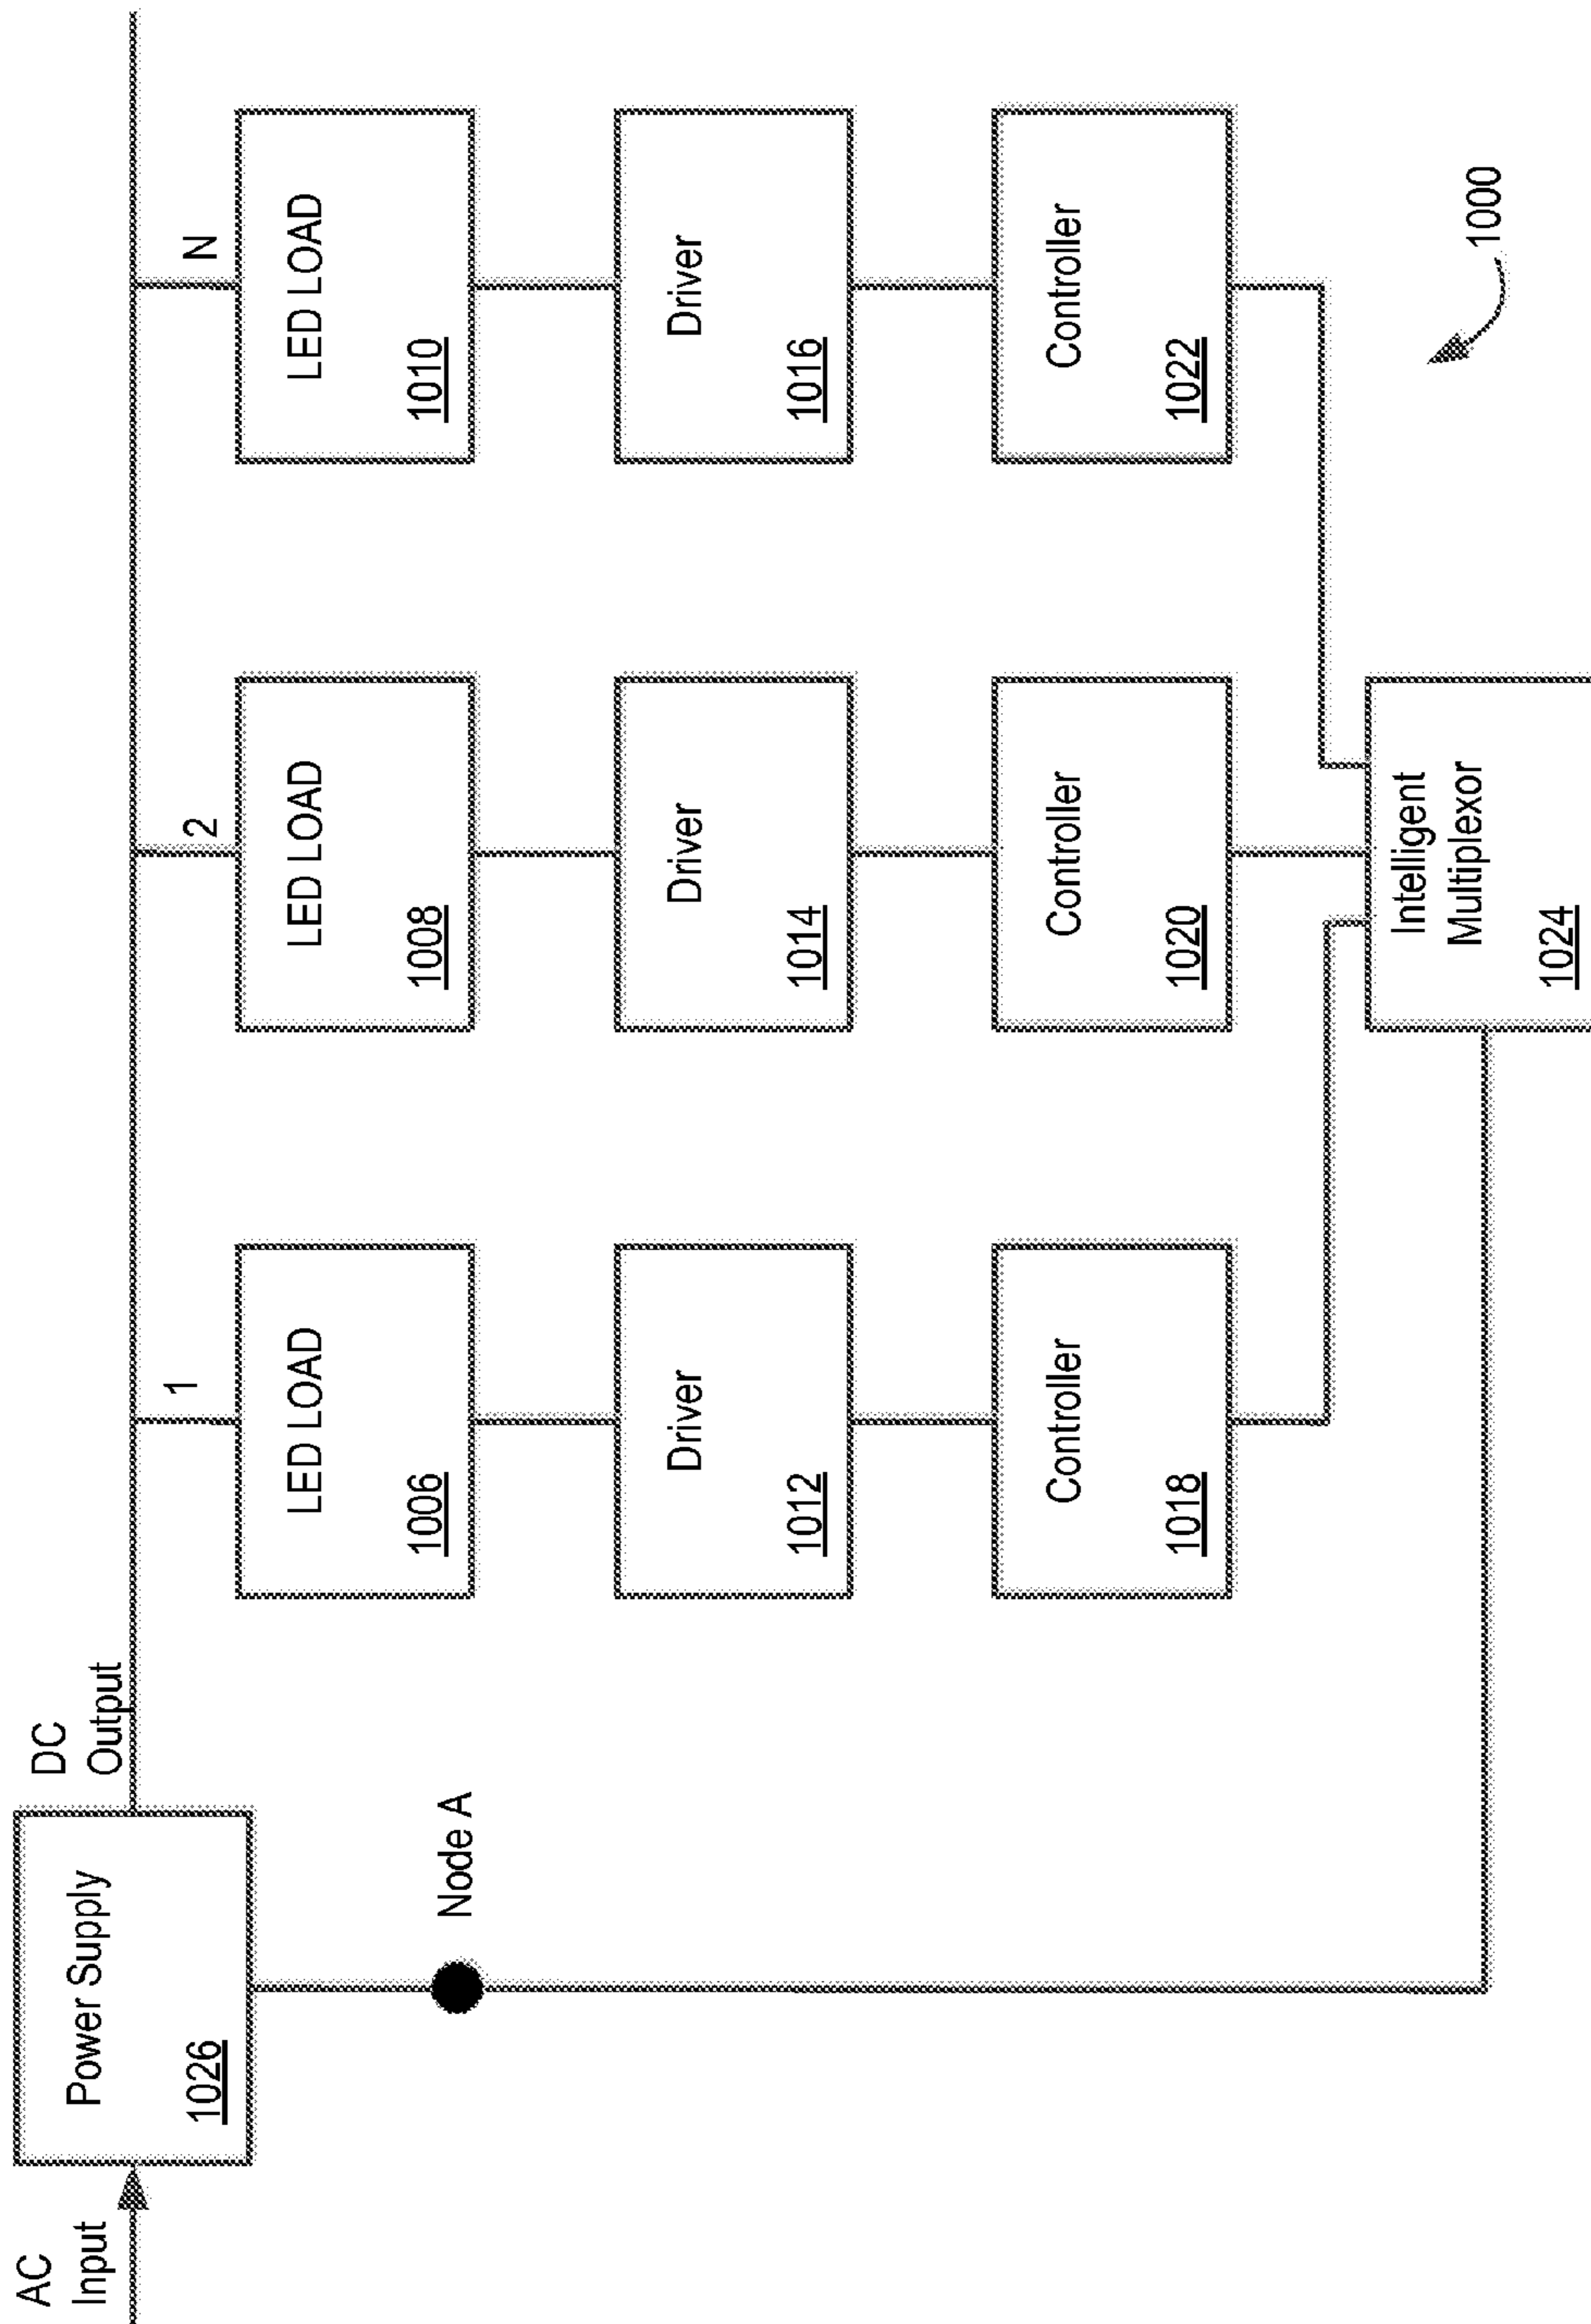 AC
Input
Power Supply
1026
DC
Output
Node A
1
LED LOAD
1006
Driver
1012
Controller
1018
2
LED LOAD
1008
Driver
1014
Controller
1020
Intelligent
Multiplexor
1024
N
LED LOAD
1010
Driver
1016
Controller
1022
1000